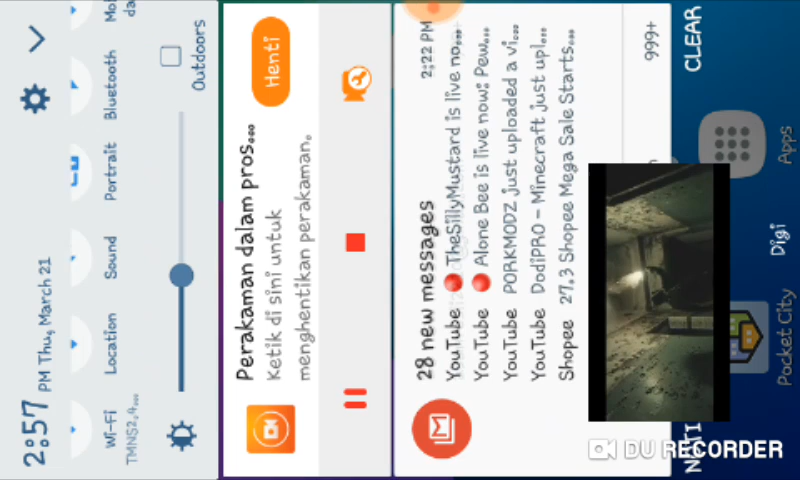 2:57 PM Thu, March 21
Wi-Fi
TMNS2.4...
Location
Sound
Portrait
Bluetooth
Outdoors
Perakaman dalam pros...
Ketik di sini untuk
menghentikan perakaman.
Henti
28 new messages
2:22 PM
YouTube 🔴 TheSillyMustard is live no...
YouTube 🔴 Alone Bee is live now: Pew...
YouTube PORKMODZ just uploaded a vi...
YouTube DodiPRO - Minecraft just upl...
Shopee 27.3 Shopee Mega Sale Starts...
999+
CLEAR
Digi
Pocket City
Apps
DU RECORDER